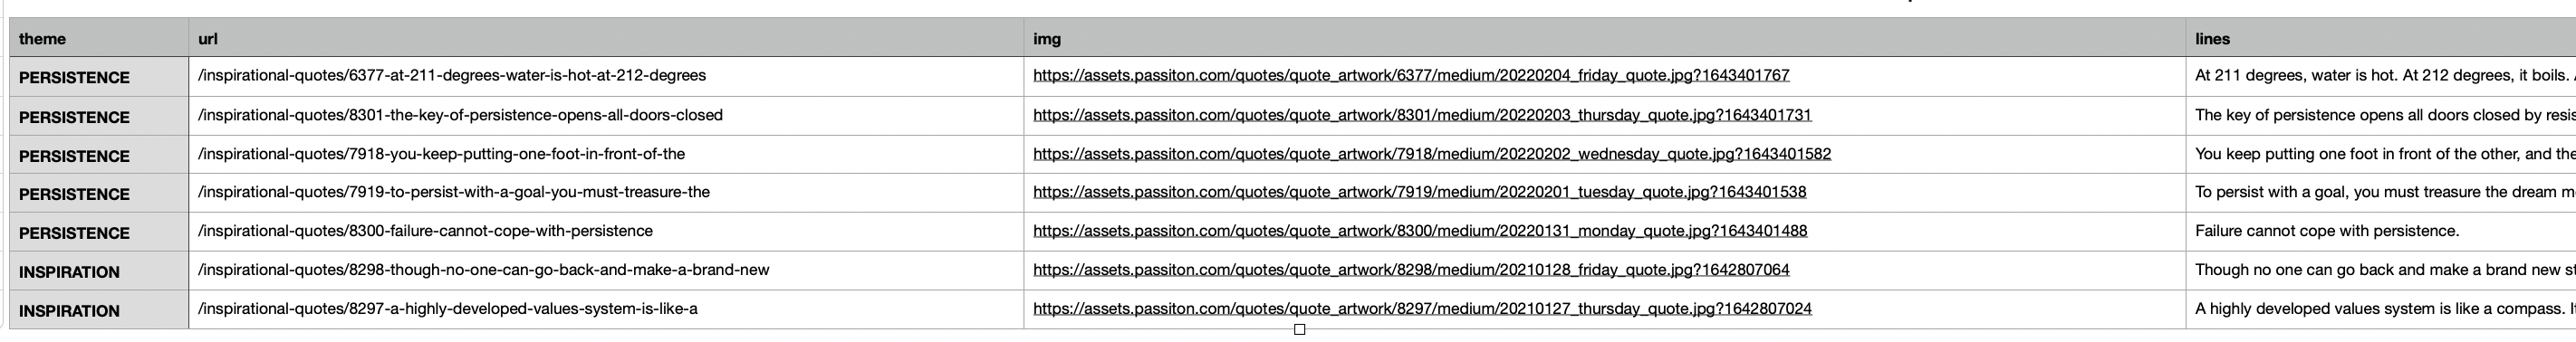 theme url img lines
PERSISTENCE /inspirational-quotes/6377-at-211-degrees-water-is-hot-at-212-degrees https://assets.passiton.com/quotes/quote_artwork/6377/medium/20220204_friday_quote.jpg?1643401767 At 211 degrees, water is hot. At 212 degrees, it boils.
PERSISTENCE /inspirational-quotes/8301-the-key-of-persistence-opens-all-doors-closed https://assets.passiton.com/quotes/quote_artwork/8301/medium/20220203_thursday_quote.jpg?1643401731 The key of persistence opens all doors closed by resis
PERSISTENCE /inspirational-quotes/7918-you-keep-putting-one-foot-in-front-of-the https://assets.passiton.com/quotes/quote_artwork/7918/medium/20220202_wednesday_quote.jpg?1643401582 You keep putting one foot in front of the other, and the
PERSISTENCE /inspirational-quotes/7919-to-persist-with-a-goal-you-must-treasure-the https://assets.passiton.com/quotes/quote_artwork/7919/medium/20220201_tuesday_quote.jpg?1643401538 To persist with a goal, you must treasure the dream m
PERSISTENCE /inspirational-quotes/8300-failure-cannot-cope-with-persistence https://assets.passiton.com/quotes/quote_artwork/8300/medium/20220131_monday_quote.jpg?1643401488 Failure cannot cope with persistence.
INSPIRATION /inspirational-quotes/8298-though-no-one-can-go-back-and-make-a-brand-new https://assets.passiton.com/quotes/quote_artwork/8298/medium/20210128_friday_quote.jpg?1642807064 Though no one can go back and make a brand new st
INSPIRATION /inspirational-quotes/8297-a-highly-developed-values-system-is-like-a https://assets.passiton.com/quotes/quote_artwork/8297/medium/20210127_thursday_quote.jpg?1642807024 A highly developed values system is like a compass.